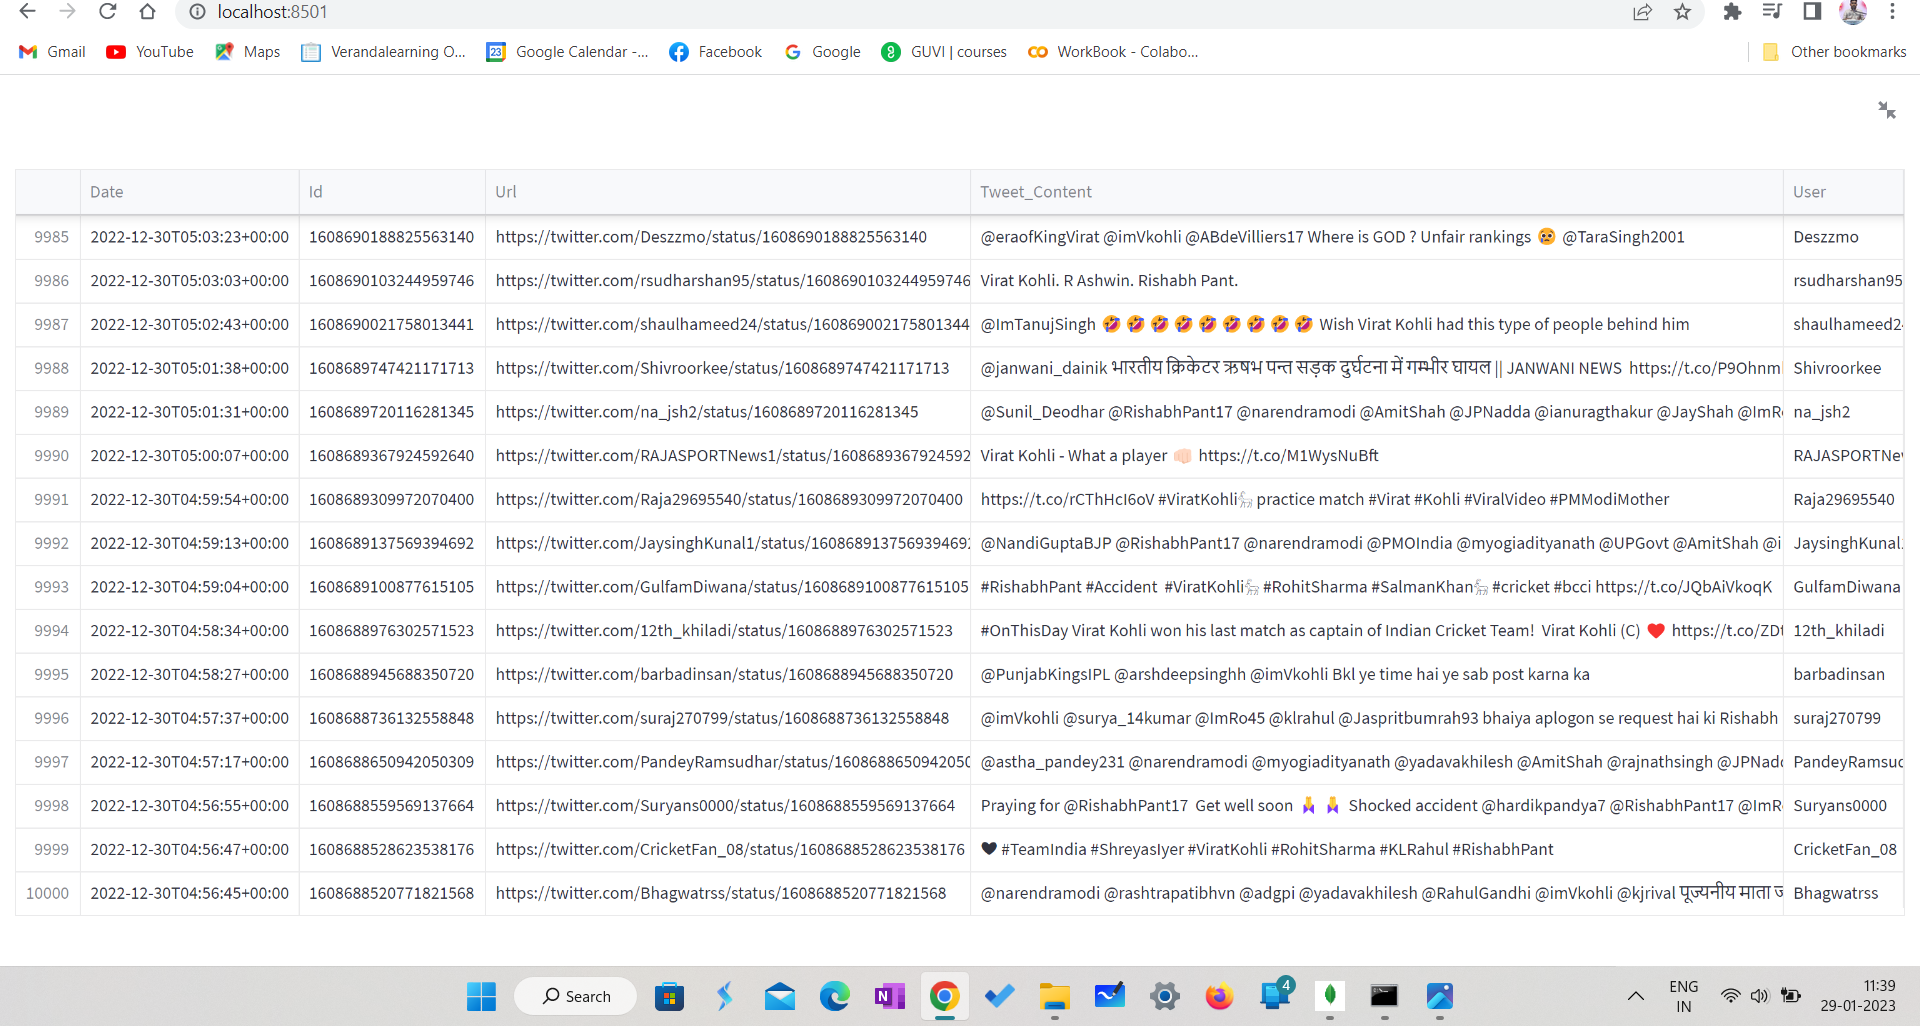 localhost:8501
Gmail YouTube Maps Verandalearning O... Google Calendar -... Facebook Google GUVI | courses WorkBook - Colabo... Other bookmarks
Date Id Url Tweet_Content User
9985 2022-12-30T05:03:23+00:00 1608690188825563140 https://twitter.com/Deszzmo/status/1608690188825563140 @eraofKingVirat @imVkohli @ABdeVilliers17 Where is GOD ? Unfair rankings 😢 @TaraSingh2001 Deszzmo
9986 2022-12-30T05:03:03+00:00 1608690103244959746 https://twitter.com/rsudharshan95/status/1608690103244959746 Virat Kohli. R Ashwin. Rishabh Pant. rsudharshan95
9987 2022-12-30T05:02:43+00:00 1608690021758013441 https://twitter.com/shaulhameed24/status/160869002175801344 @ImTanujSingh 🤣🤣🤣🤣🤣🤣🤣🤣🤣 Wish Virat Kohli had this type of people behind him shaulhameed24
9988 2022-12-30T05:01:38+00:00 1608689747421171713 https://twitter.com/Shivroorkee/status/1608689747421171713 @janwani_dainik भारतीय क्रिकेटर ऋषभ पन्त सड़क दुर्घटना में गम्भीर घायल || JANWANI NEWS https://t.co/P9Ohnm Shivroorkee
9989 2022-12-30T05:01:31+00:00 1608689720116281345 https://twitter.com/na_jsh2/status/1608689720116281345 @Sunil_Deodhar @RishabhPant17 @narendramodi @AmitShah @JPNadda @ianuragthakur @JayShah @ImR na_jsh2
9990 2022-12-30T05:00:07+00:00 1608689367924592640 https://twitter.com/RAJASPORTNews1/status/1608689367924592 Virat Kohli - What a player 👊🏻 https://t.co/M1WysNuBft RAJASPORTNe
9991 2022-12-30T04:59:54+00:00 1608689309972070400 https://twitter.com/Raja29695540/status/1608689309972070400 https://t.co/rCThHcI6oV #ViratKohli🐐 practice match #Virat #Kohli #ViralVideo #PMModiMother Raja29695540
9992 2022-12-30T04:59:13+00:00 1608689137569394692 https://twitter.com/JaysinghKunal1/status/1608689137569394692 @NandiGuptaBJP @RishabhPant17 @narendramodi @PMOIndia @myogiadityanath @UPGovt @AmitShah @i JaysinghKunal1
9993 2022-12-30T04:59:04+00:00 1608689100877615105 https://twitter.com/GulfamDiwana/status/1608689100877615105 #RishabhPant #Accident #ViratKohli🐐 #RohitSharma #SalmanKhan🐐 #cricket #bcci https://t.co/JQbAiVkoqK GulfamDiwana
9994 2022-12-30T04:58:34+00:00 1608688976302571523 https://twitter.com/12th_khiladi/status/1608688976302571523 #OnThisDay Virat Kohli won his last match as captain of Indian Cricket Team! Virat Kohli (C) ❤️ https://t.co/ZD 12th_khiladi
9995 2022-12-30T04:58:27+00:00 1608688945688350720 https://twitter.com/barbadinsan/status/1608688945688350720 @PunjabKingsIPL @arshdeepsinghh @imVkohli Bkl ye time hai ye sab post karna ka barbadinsan
9996 2022-12-30T04:57:37+00:00 1608688736132558848 https://twitter.com/suraj270799/status/1608688736132558848 @imVkohli @surya_14kumar @ImRo45 @klrahul @Jaspritbumrah93 bhaiya aplogon se request hai ki Rishabh suraj270799
9997 2022-12-30T04:57:17+00:00 1608688650942050309 https://twitter.com/PandeyRamsudhar/status/1608688650942050 @astha_pandey231 @narendramodi @myogiadityanath @yadavakhilesh @AmitShah @rajnathsingh @JPNadd PandeyRamsud
9998 2022-12-30T04:56:55+00:00 1608688559569137664 https://twitter.com/Suryans0000/status/1608688559569137664 Praying for @RishabhPant17 Get well soon 🙏 🙏 Shocked accident @hardikpandya7 @RishabhPant17 @ImR Suryans0000
9999 2022-12-30T04:56:47+00:00 1608688528623538176 https://twitter.com/CricketFan_08/status/1608688528623538176 🖤 #TeamIndia #ShreyasIyer #ViratKohli #RohitSharma #KLRahul #RishabhPant CricketFan_08
10000 2022-12-30T04:56:45+00:00 1608688520771821568 https://twitter.com/Bhagwatrss/status/1608688520771821568 @narendramodi @rashtrapatibhvn @adgpi @yadavakhilesh @RahulGandhi @imVkohli @kjrival पूज्यनीय माता ज Bhagwatrss
Search 4 ENG 11:39
IN 29-01-2023